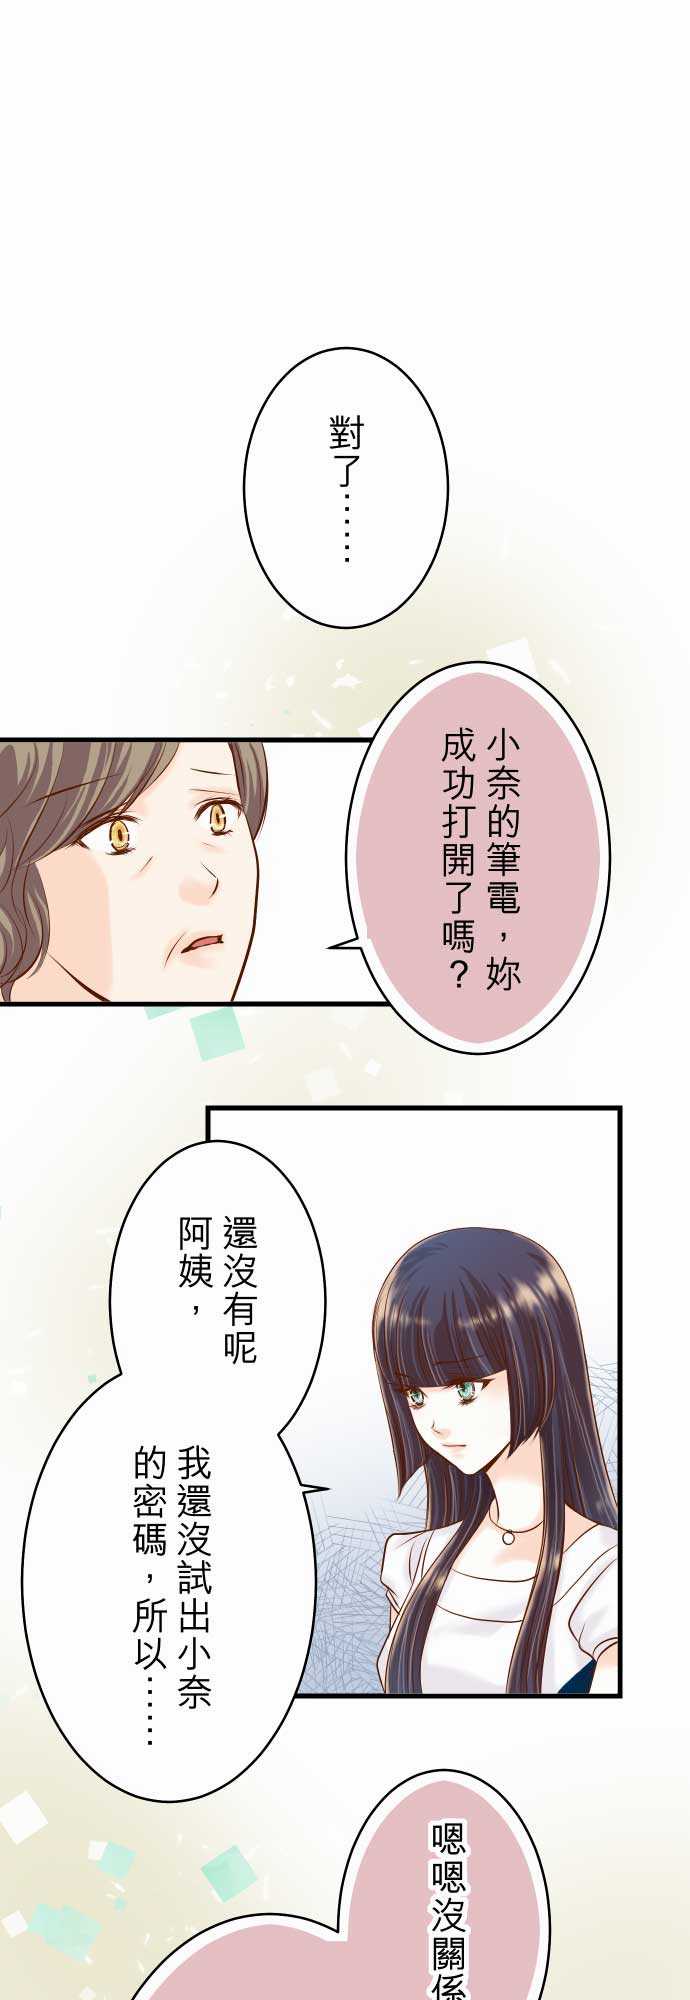 對了……
小奈的筆電，妳
成功打開了嗎？
還沒有呢
阿姨，
我還沒試出小奈
的密碼，所以……
嗯嗯沒關係